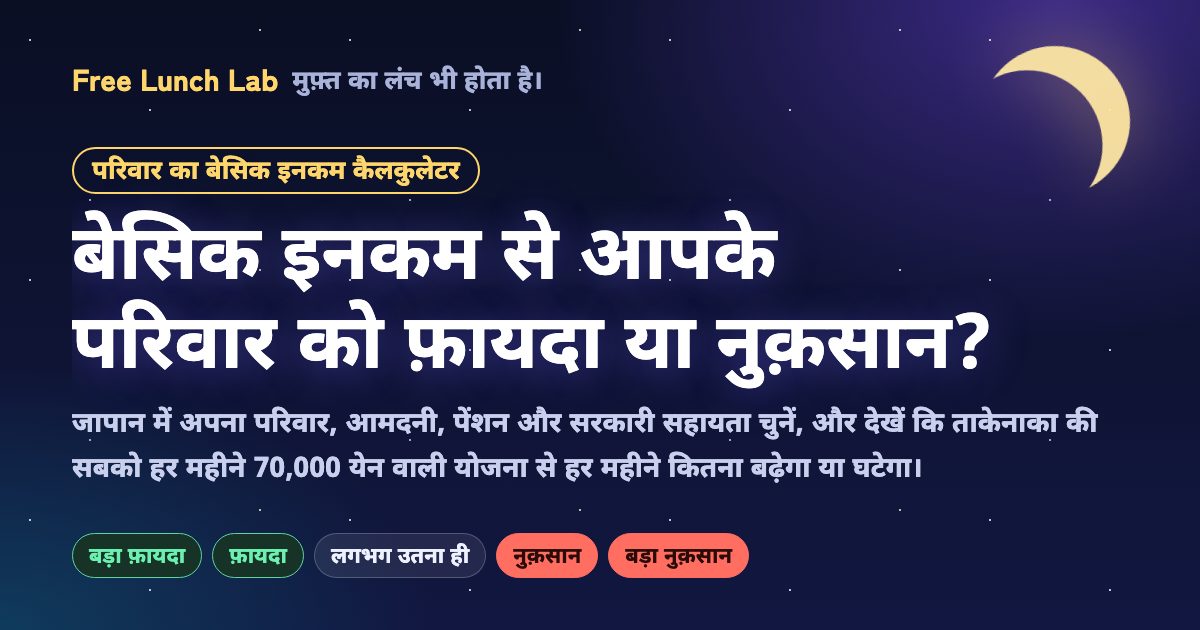 Free Lunch Lab मुफ़्त का लंच भी होता है।
परिवार का बेसिक इनकम कैलकुलेटर
बेसिक इनकम से आपके
परिवार को फ़ायदा या नुक़सान?
जापान में अपना परिवार, आमदनी, पेंशन और सरकारी सहायता चुनें, और देखें कि ताकेनाका की
सबको हर महीने 70,000 येन वाली योजना से हर महीने कितना बढ़ेगा या घटेगा।
बड़ा फ़ायदा फ़ायदा लगभग उतना ही नुक़सान बड़ा नुक़सान